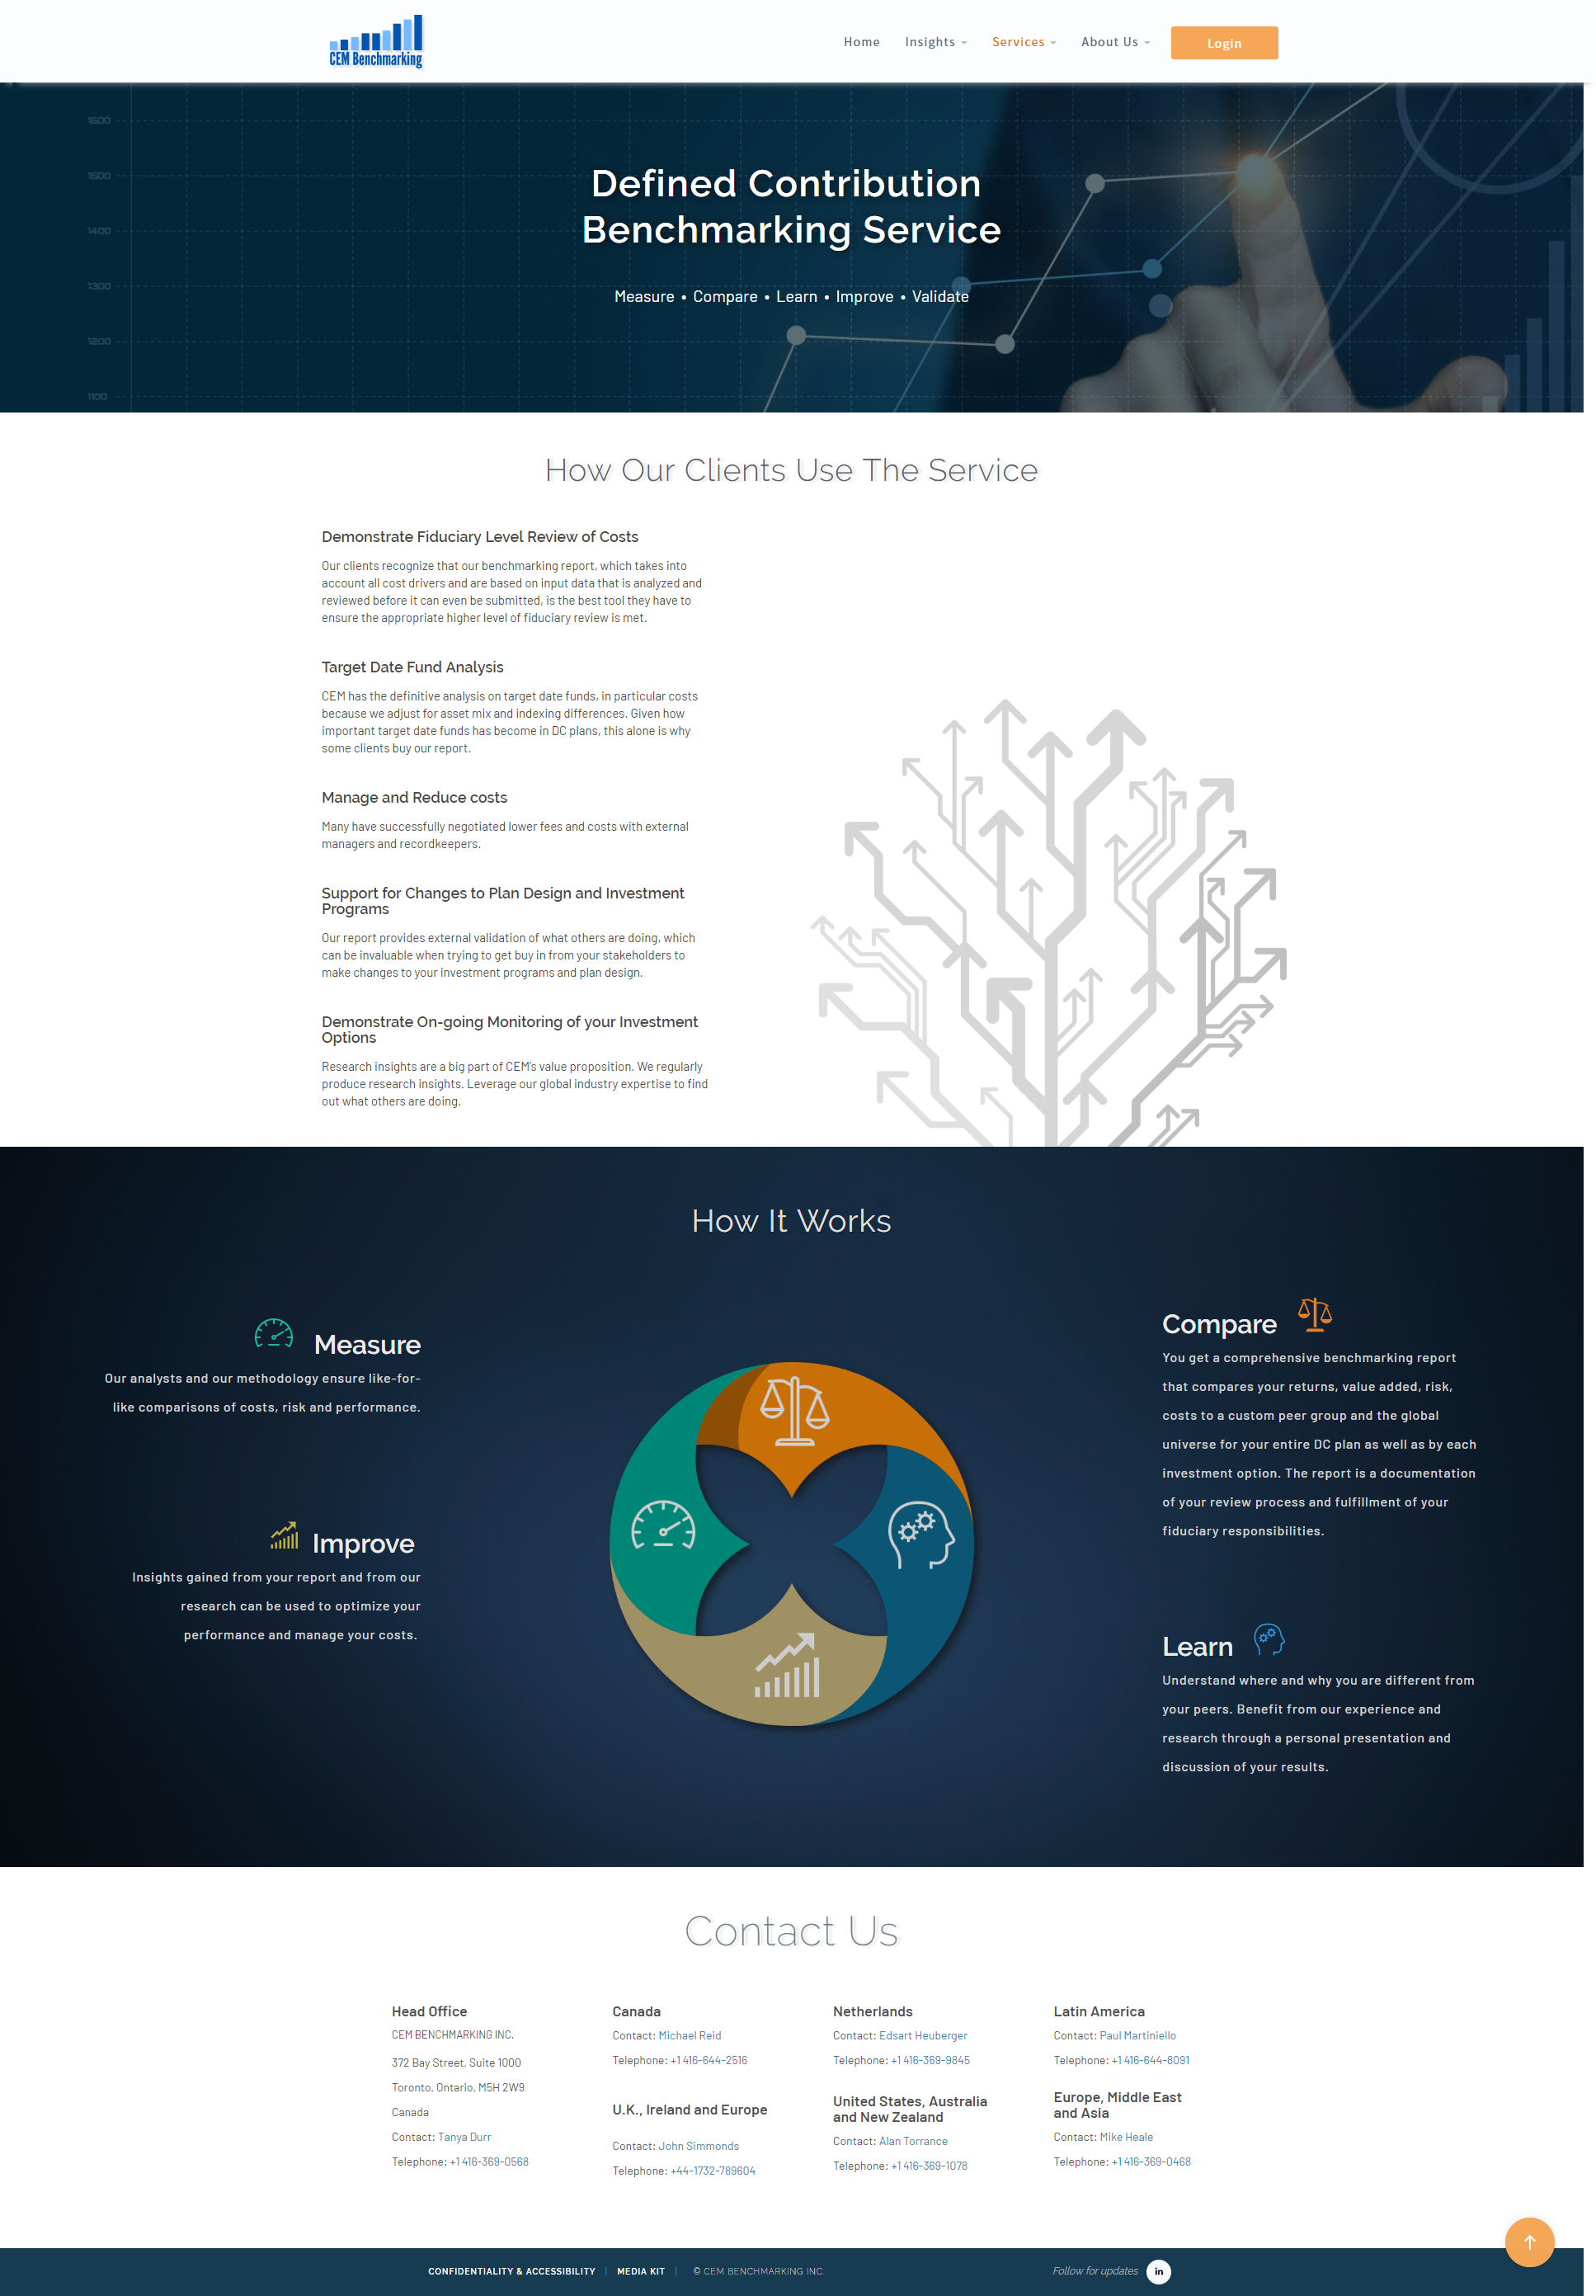 CEM Benchmarking
Home
Insights
Services
About Us
Login
1600
1500
1400
1300
1200
1100
Defined Contribution
Benchmarking Service
Measure • Compare • Learn • Improve • Validate
How Our Clients Use The Service
Demonstrate Fiduciary Level Review of Costs
Our clients recognize that our benchmarking report, which takes into
account all cost drivers and are based on input data that is analyzed and
reviewed before it can even be submitted, is the best tool they have to
ensure the appropriate higher level of fiduciary review is met.
Target Date Fund Analysis
CEM has the definitive analysis on target date funds, in particular costs
because we adjust for asset mix and indexing differences. Given how
important target date funds has become in DC plans, this alone is why
some clients buy our report.
Manage and Reduce costs
Many have successfully negotiated lower fees and costs with external
managers and recordkeepers.
Support for Changes to Plan Design and Investment
Programs
Our report provides external validation of what others are doing, which
can be invaluable when trying to get buy in from your stakeholders to
make changes to your investment programs and plan design.
Demonstrate On-going Monitoring of your Investment
Options
Research insights are a big part of CEM's value proposition. We regularly
produce research insights. Leverage our global industry expertise to find
out what others are doing.
How It Works
Measure
Our analysts and our methodology ensure like-for-
like comparisons of costs, risk and performance.
Improve
Insights gained from your report and from our
research can be used to optimize your
performance and manage your costs.
Compare
You get a comprehensive benchmarking report
that compares your returns, value added, risk,
costs to a custom peer group and the global
universe for your entire DC plan as well as by each
investment option. The report is a documentation
of your review process and fulfillment of your
fiduciary responsibilities.
Learn
Understand where and why you are different from
your peers. Benefit from our experience and
research through a personal presentation and
discussion of your results.
Contact Us
Head Office
CEM BENCHMARKING INC.
372 Bay Street, Suite 1000
Toronto, Ontario, M5H 2W9
Canada
Contact: Tanya Durr
Telephone: +1 416-369-0568
Canada
Contact: Michael Reid
Telephone: +1 416-644-2516
U.K., Ireland and Europe
Contact: John Simmonds
Telephone: +44-1732-789604
Netherlands
Contact: Edsart Heuberger
Telephone: +1 416-369-9845
United States, Australia
and New Zealand
Contact: Alan Torrance
Telephone: +1 416-369-1078
Latin America
Contact: Paul Martiniello
Telephone: +1 416-644-8091
Europe, Middle East
and Asia
Contact: Mike Heale
Telephone: +1 416-369-0468
CONFIDENTIALITY & ACCESSIBILITY | MEDIA KIT | © CEM BENCHMARKING INC.
Follow for updates in